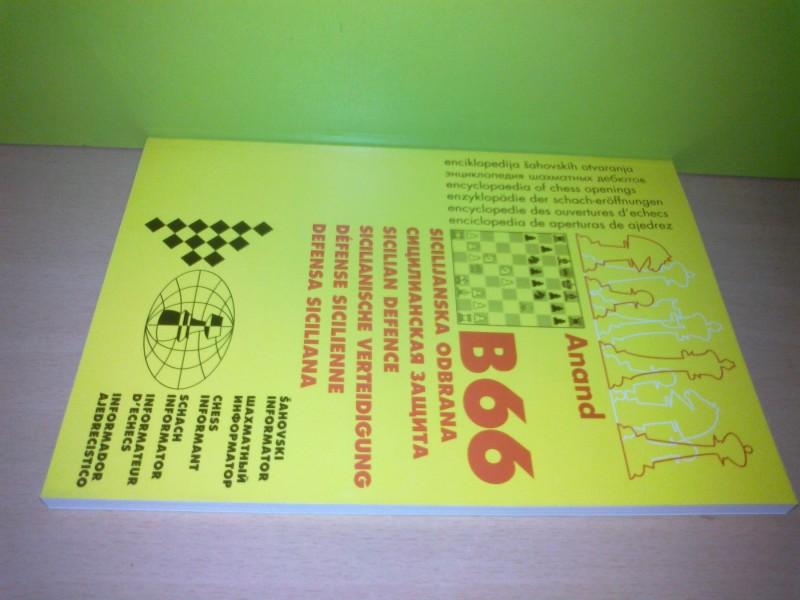 enciklopedija šahovskih otvaranja
энциклопедия шахматных дебютов
encyclopaedia of chess openings
enzyklopädie der schach-eröffnungen
encyclopedie des ouvertures d'echecs
enciclopedia de aperturas de ajedrez
Anand
B66
SICILIJANSKA ODBRANA
СИЦИЛИАНСКАЯ ЗАЩИТА
SICILIAN DEFENCE
SICILIANISCHE VERTEIDIGUNG
DÉFENSE SICILIENNE
DEFENSA SICILIANA
ŠAHOVSKI
INFORMATOR
ШАХМАТНЫЙ
ИНФОРМАТОР
CHESS
INFORMANT
SCHACH
INFORMATOR
INFORMATEUR
D'ECHECS
INFORMADOR
AJEDRECISTICO